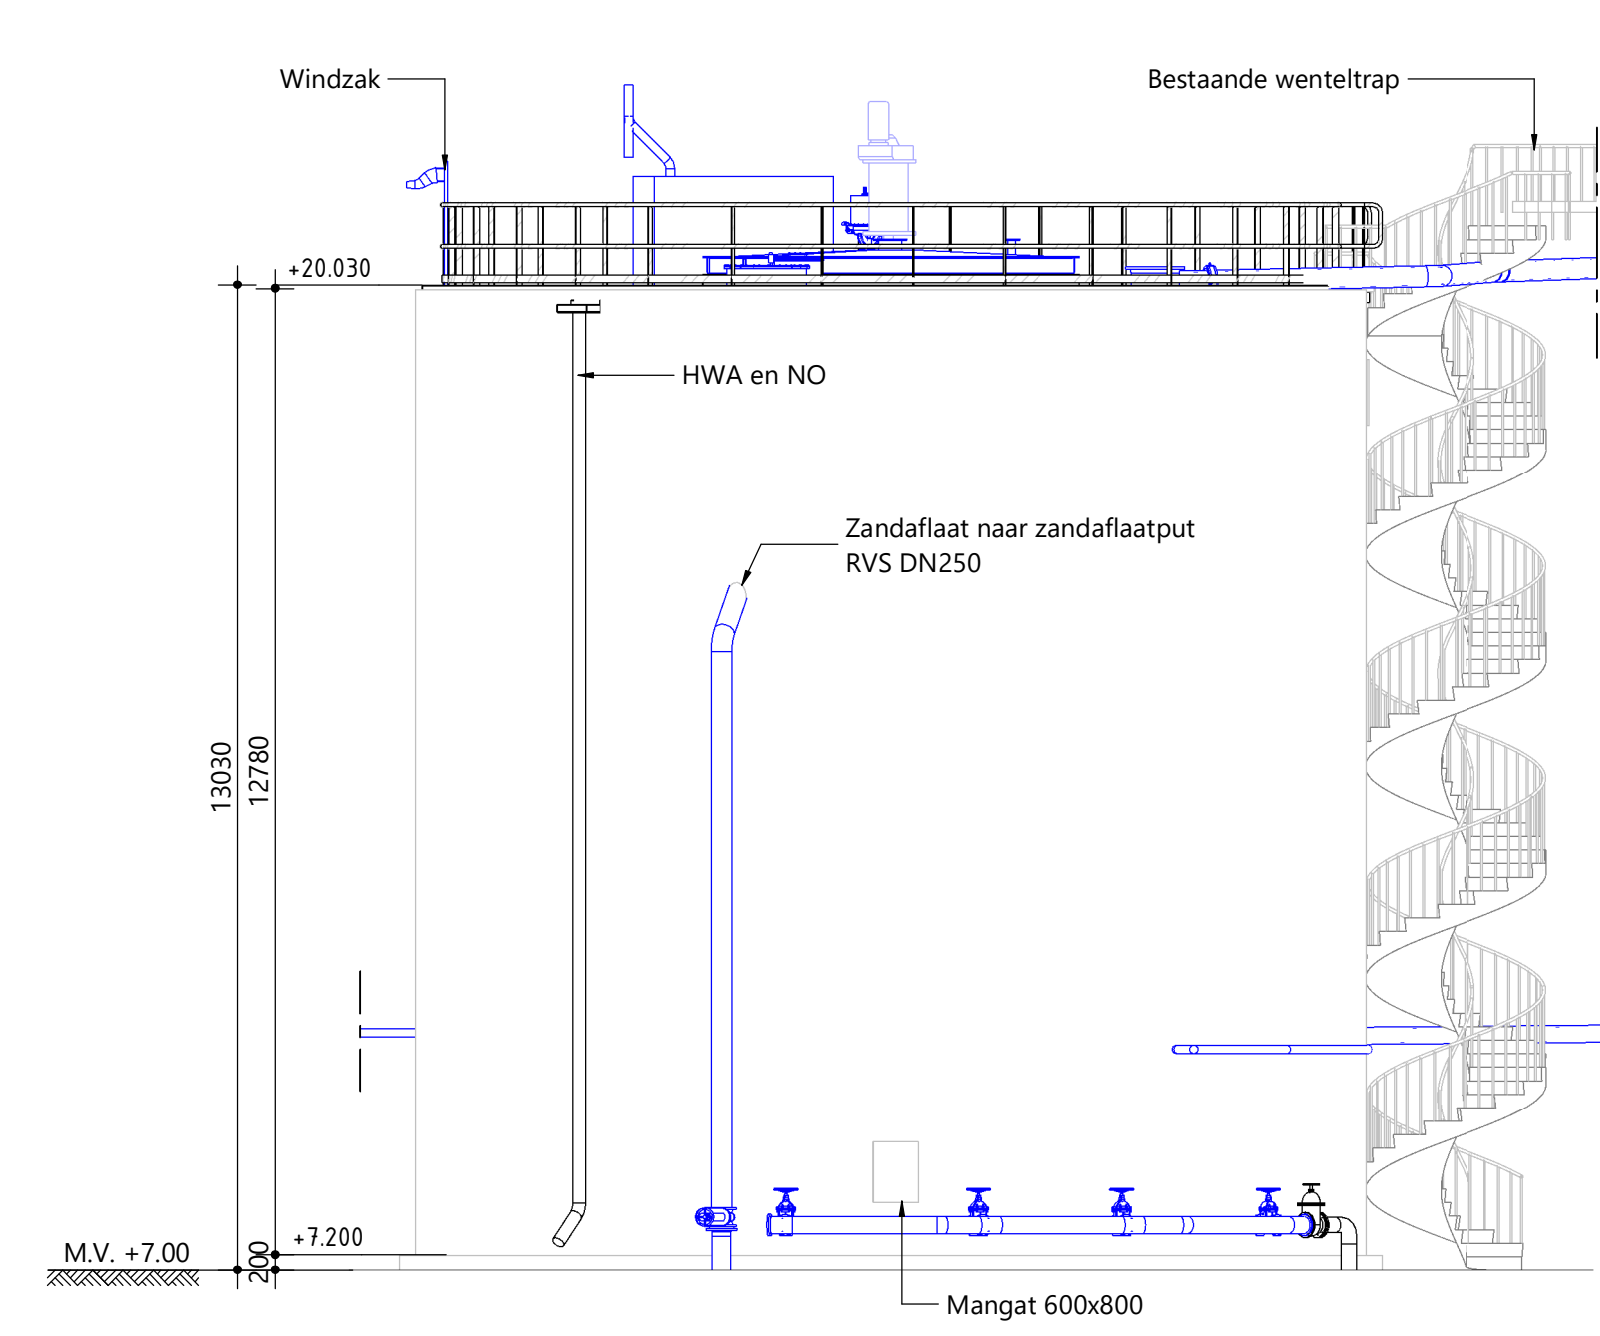 Windzak
Bestaande wenteltrap
+20.030
HWA en NO
Zandaflaat naar zandaflaatput
RVS DN250
13030
12780
+7.200
M.V. +7.00
200
Mangat 600x800